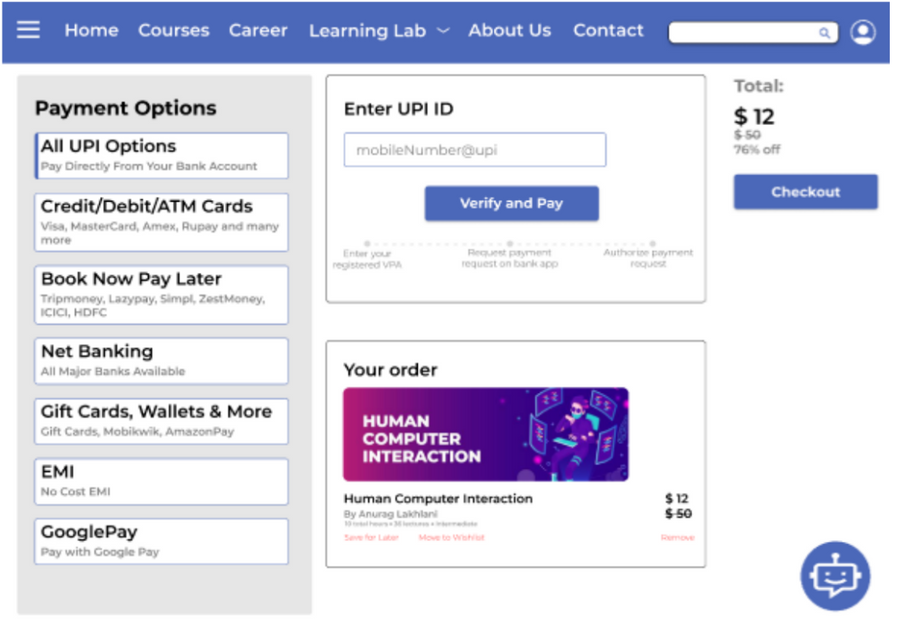 Home Courses Career Learning Lab About Us Contact
Payment Options
All UPI Options
Pay Directly From Your Bank Account
Credit/Debit/ATM Cards
Visa, MasterCard, Amex, Rupay and many
more
Book Now Pay Later
Tripmoney, Lazypay, Simpl, ZestMoney,
ICICI, HDFC
Net Banking
All Major Banks Available
Gift Cards, Wallets & More
Gift Cards, Mobikwik, AmazonPay
EMI
No Cost EMI
GooglePay
Pay with Google Pay
Enter UPI ID
mobileNumber@upi
Verify and Pay
Enter your
registered VPA
Request payment
request on bank app
Authorize payment
request
Your order
HUMAN
COMPUTER
INTERACTION
Human Computer Interaction
$ 12
By Anurag Lakhlani
$ 50
10 total hours • 36 lectures • Intermediate
Save for Later Move to Wishlist Remove
Total:
$ 12
$ 50
76% off
Checkout